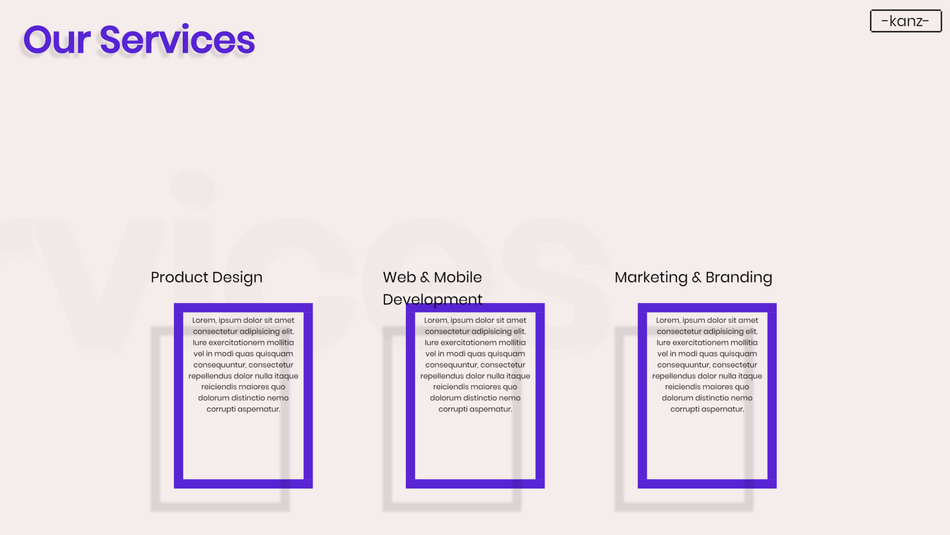 Our Services
-kanz-
rvices
Product Design
Web & Mobile
Development
Marketing & Branding
Lorem, ipsum dolor sit amet
consectetur adipisicing elit.
Iure exercitationem mollitia
vel in modi quas quisquam
consequuntur, consectetur
repellendus dolor nulla itaque
reiciendis maiores quo
dolorum distinctio nemo
corrupti aspernatur.
Lorem, ipsum dolor sit amet
consectetur adipisicing elit.
Iure exercitationem mollitia
vel in modi quas quisquam
consequuntur, consectetur
repellendus dolor nulla itaque
reiciendis maiores quo
dolorum distinctio nemo
corrupti aspernatur.
Lorem, ipsum dolor sit amet
consectetur adipisicing elit.
Iure exercitationem mollitia
vel in modi quas quisquam
consequuntur, consectetur
repellendus dolor nulla itaque
reiciendis maiores quo
dolorum distinctio nemo
corrupti aspernatur.